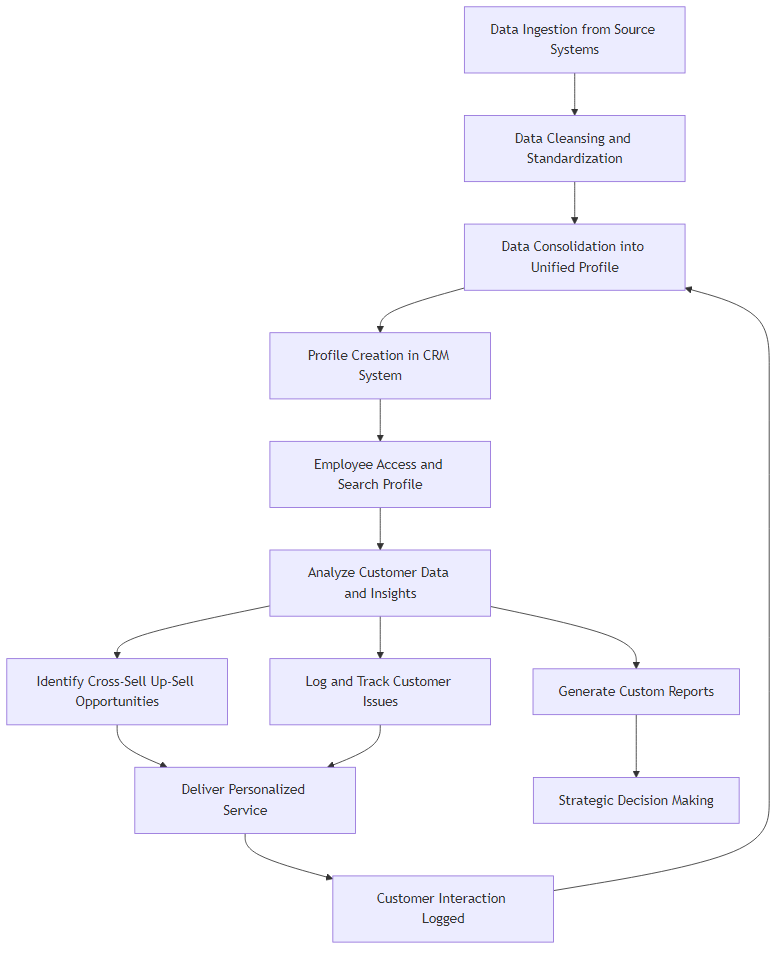 Data Ingestion from Source
Systems
Data Cleansing and
Standardization
Data Consolidation into
Unified Profile
Profile Creation in CRM
System
Employee Access and
Search Profile
Analyze Customer Data
and Insights
Identify Cross-Sell Up-Sell
Opportunities
Log and Track Customer
Issues
Generate Custom Reports
Deliver Personalized
Service
Strategic Decision Making
Customer Interaction
Logged